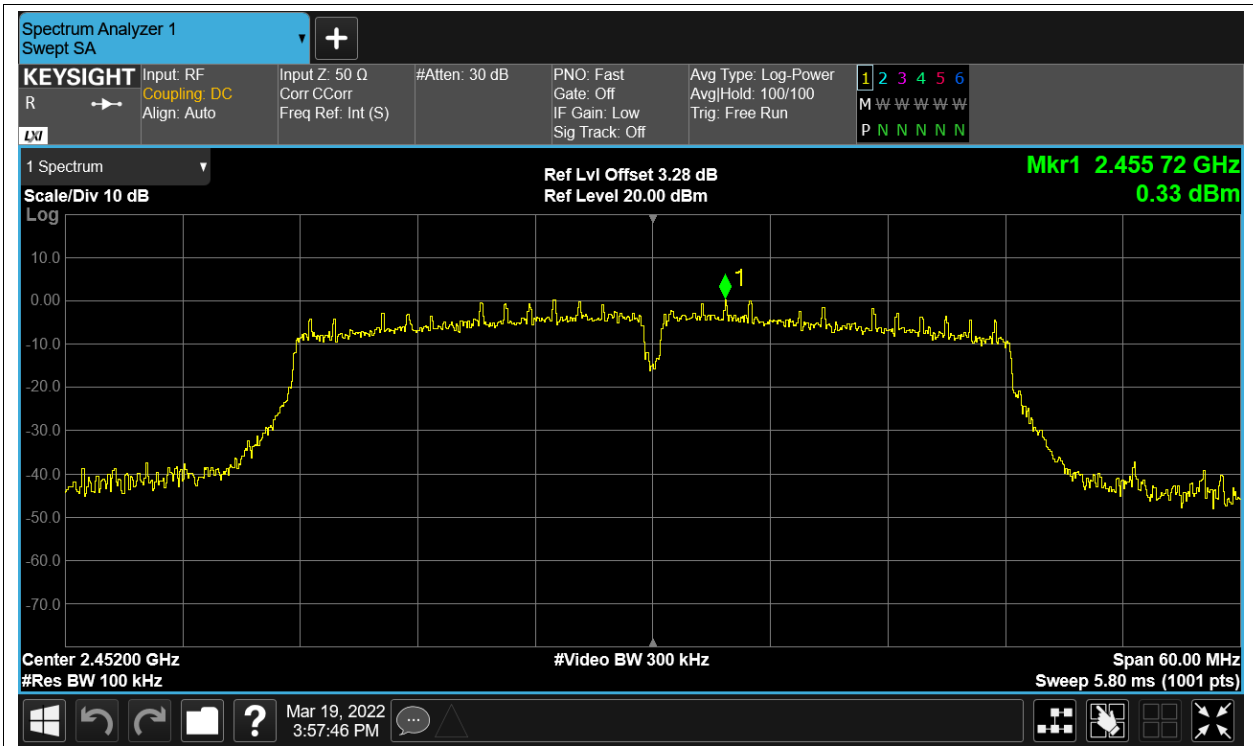 Spectrum Analyzer 1
Swept SA
KEYSIGHT
R
LXI
Input: RF
Coupling: DC
Align: Auto
Input Z: 50 Ω
Corr CCorr
Freq Ref: Int (S)
#Atten: 30 dB
PNO: Fast
Gate: Off
IF Gain: Low
Sig Track: Off
Avg Type: Log-Power
Avg|Hold: 100/100
Trig: Free Run
1 2 3 4 5 6
M W W W W W
P N N N N N
1 Spectrum
Scale/Div 10 dB
Ref Lvl Offset 3.28 dB
Ref Level 20.00 dBm
Mkr1 2.455 72 GHz
0.33 dBm
Log
10.0
0.00
-10.0
-20.0
-30.0
-40.0
-50.0
-60.0
-70.0
1
Center 2.45200 GHz
#Res BW 100 kHz
#Video BW 300 kHz
Span 60.00 MHz
Sweep 5.80 ms (1001 pts)
?
Mar 19, 2022
3:57:46 PM